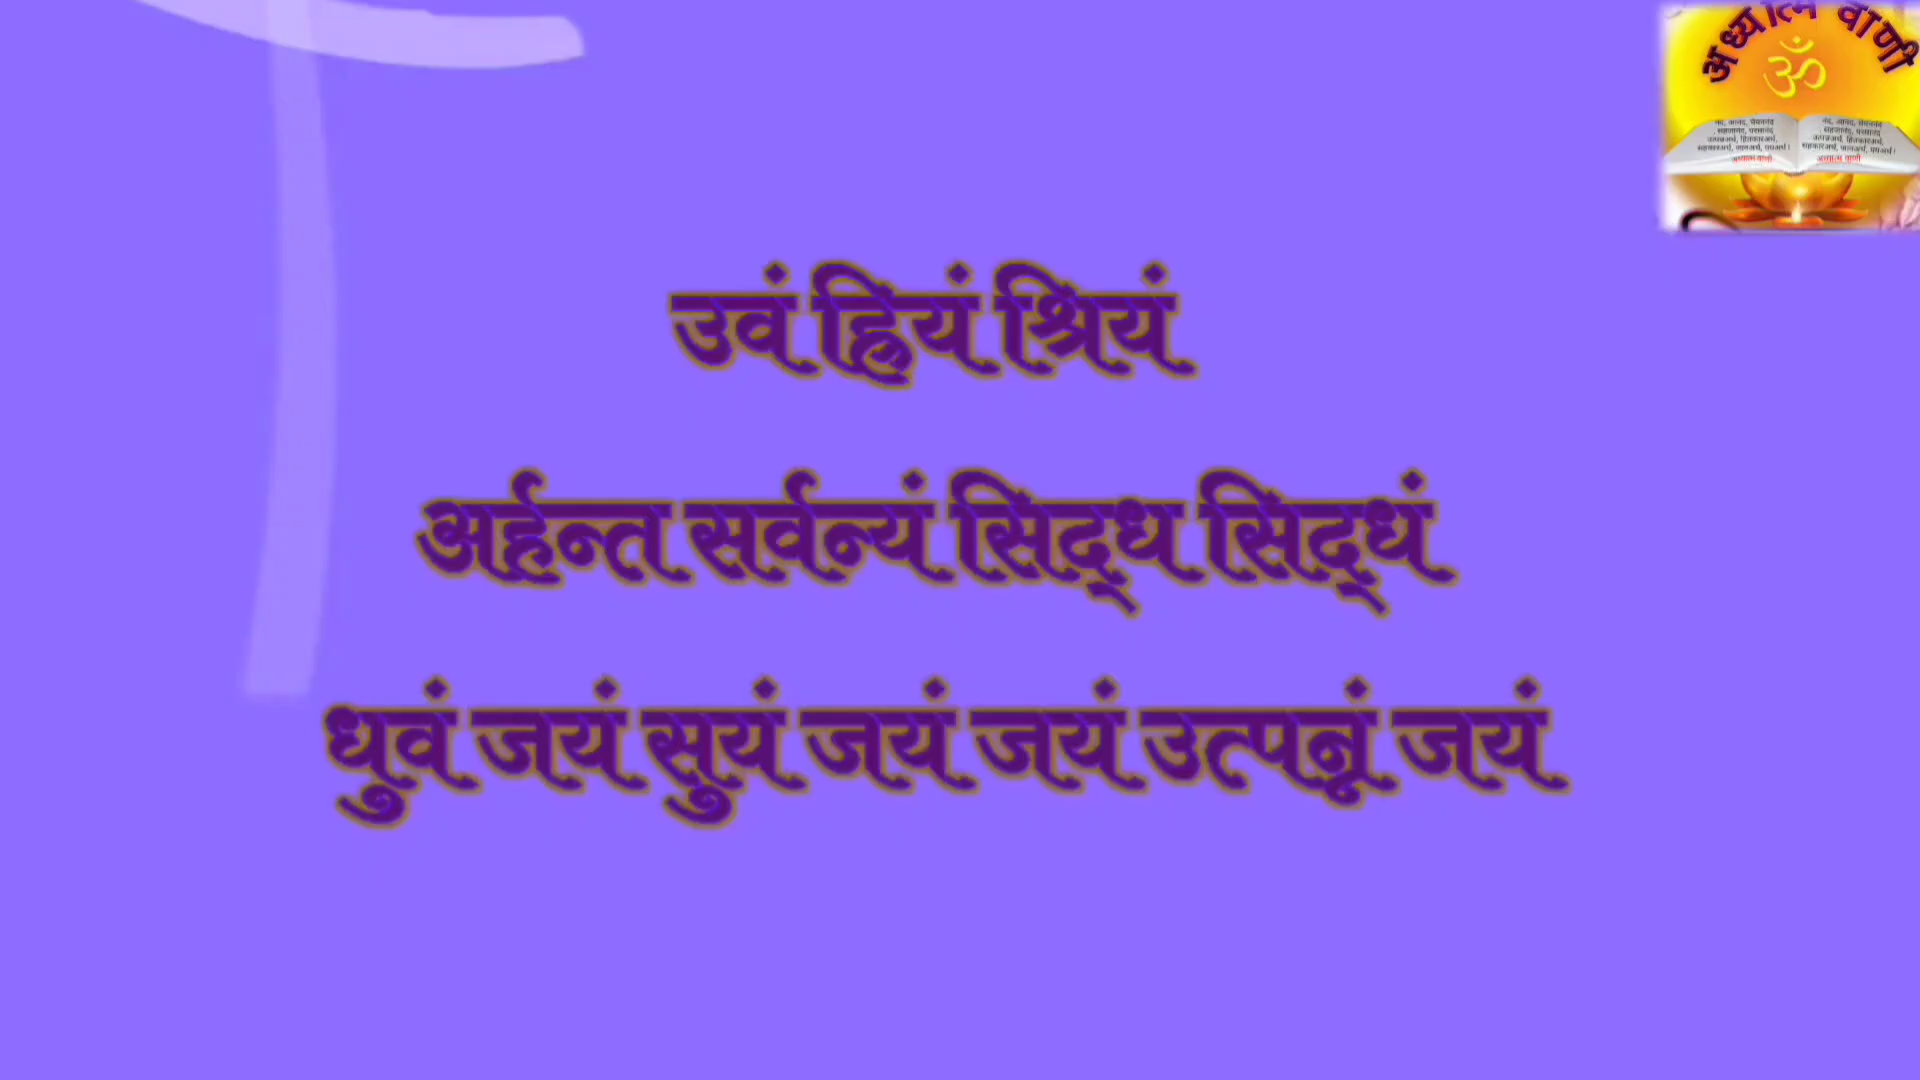 अध्यात्म वाणी
ॐ
उवं ह्रियं श्रियं
अर्हन्त सर्वन्यं सिद्ध सिद्धं
धुवं जयं सुयं जयं जयं उत्पन्नं जयं